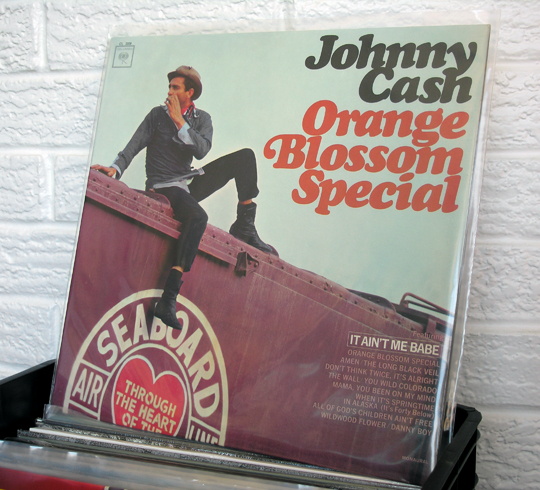 Johnny
Cash
Orange
Blossom
Special
SEABOARD
AIR
LINE
THROUGH
THE HEART
OF THE
Featuring
IT AIN'T ME BABE
ORANGE BLOSSOM SPECIAL
AMEN · THE LONG BLACK VEIL
DON'T THINK TWICE, IT'S ALRIGHT
THE WALL · YOU WILD COLORADO
MAMA, YOU BEEN ON MY MIND
WHEN IT'S SPRINGTIME
IN ALASKA (It's Forty Below)
ALL OF GOD'S CHILDREN AIN'T FREE
WILDWOOD FLOWER / DANNY BOY